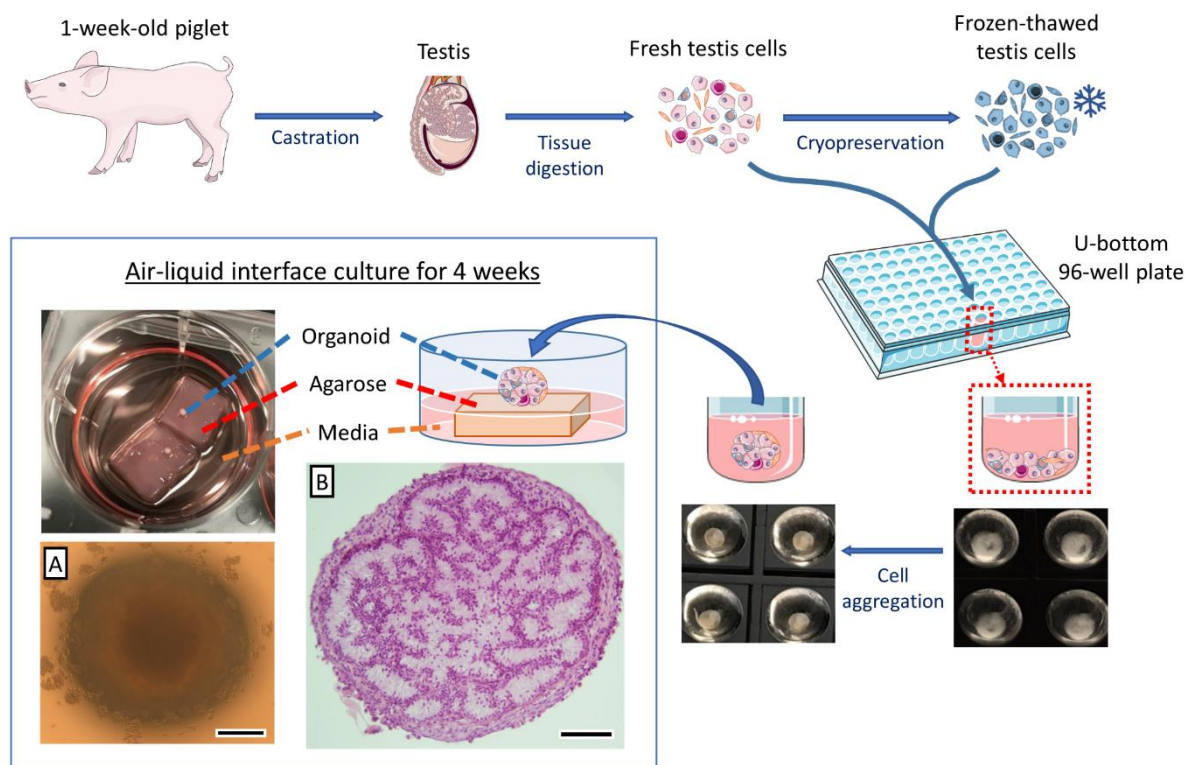 1-week-old piglet
Castration
Testis
Tissue
digestion
Fresh testis cells
Cryopreservation
Frozen-thawed
testis cells
U-bottom
96-well plate
Air-liquid interface culture for 4 weeks
Organoid
Agarose
Media
Cell
aggregation
A
B